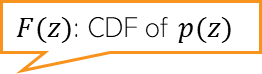 F(z): CDF of p(z)